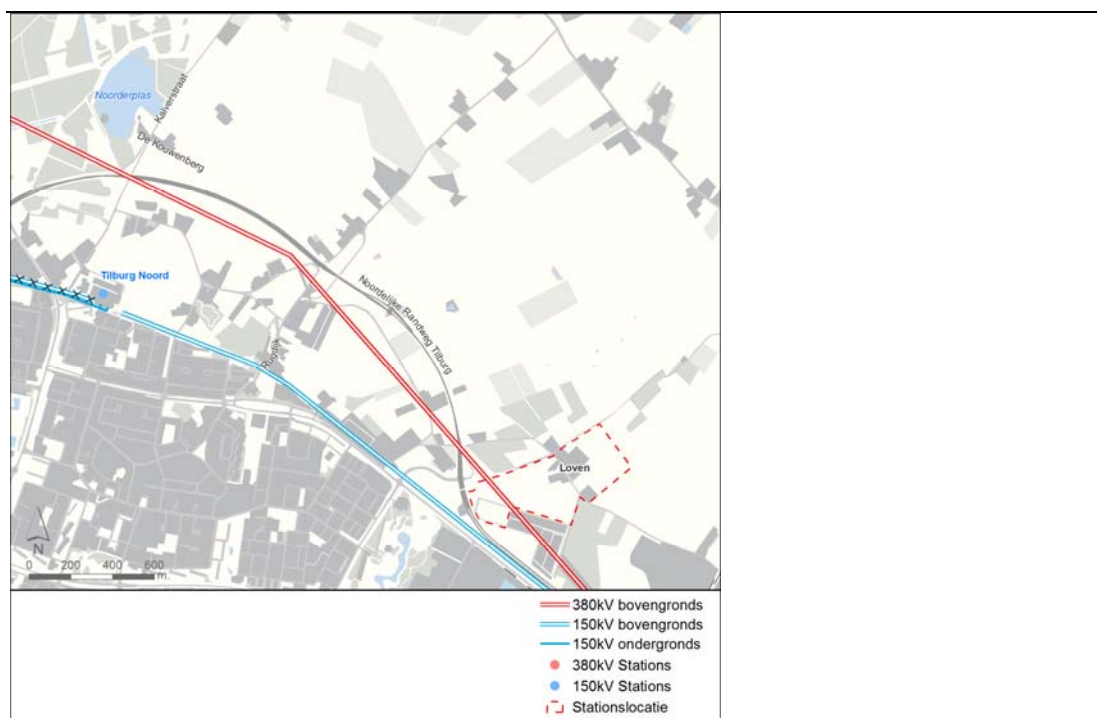 Noorderplas
Kalverstraat
De Kouwenberg
Tilburg Noord
Noordelijke Randweg Tilburg
Rugdijk
Loven
N
0 200 400 600
m
380kV bovengronds
150kV bovengronds
150kV ondergronds
380kV Stations
150kV Stations
Stationslocatie